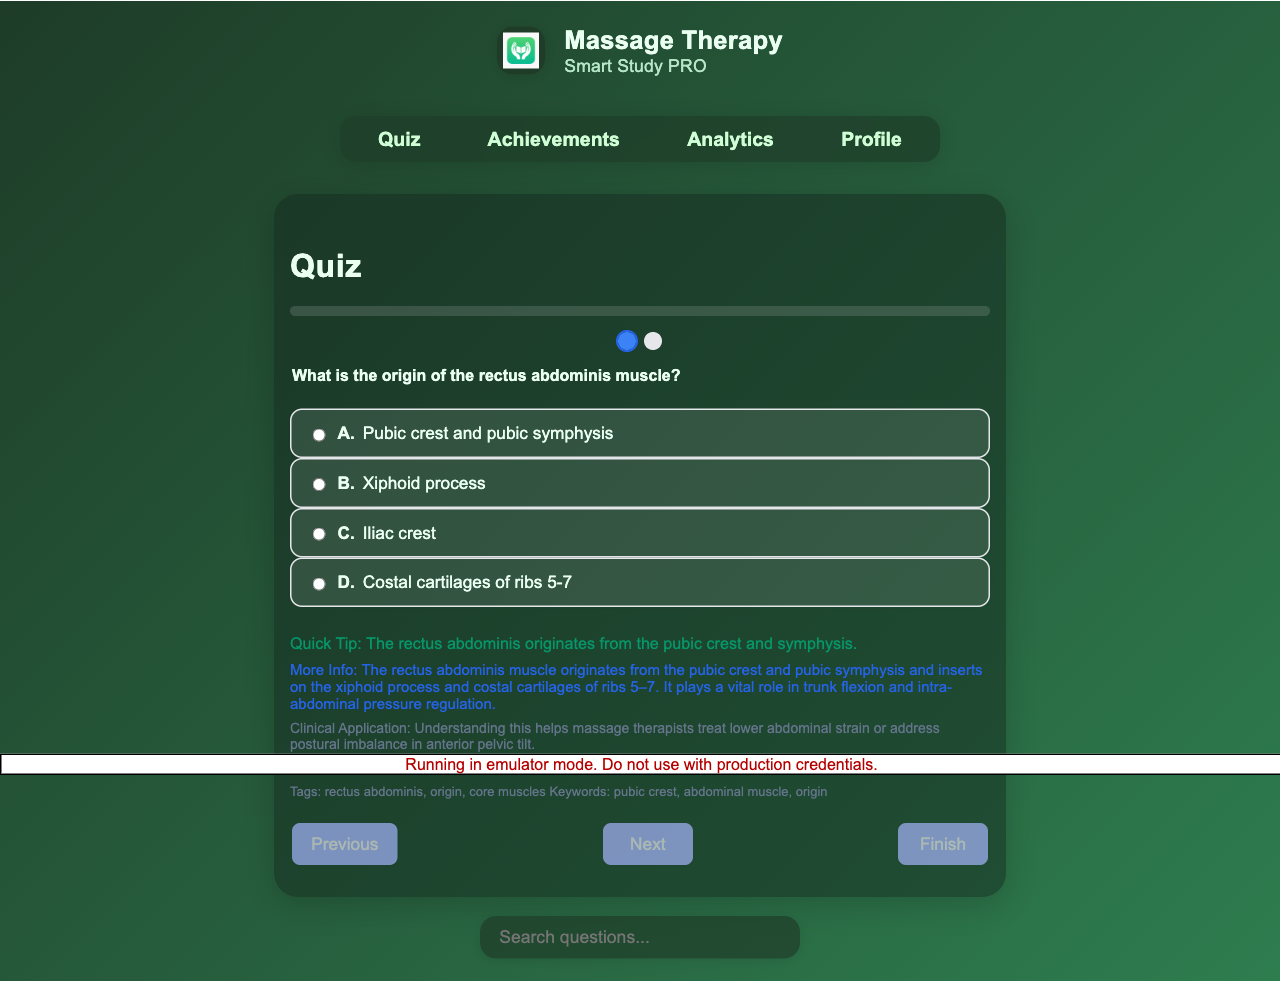 Massage Therapy
Smart Study PRO
Quiz Achievements Analytics Profile
Quiz
What is the origin of the rectus abdominis muscle?
A. Pubic crest and pubic symphysis
B. Xiphoid process
C. Iliac crest
D. Costal cartilages of ribs 5-7
Quick Tip: The rectus abdominis originates from the pubic crest and symphysis.
More Info: The rectus abdominis muscle originates from the pubic crest and pubic symphysis and inserts
on the xiphoid process and costal cartilages of ribs 5–7. It plays a vital role in trunk flexion and intra-
abdominal pressure regulation.
Clinical Application: Understanding this helps massage therapists treat lower abdominal strain or address
postural imbalance in anterior pelvic tilt.
Running in emulator mode. Do not use with production credentials.
Tags: rectus abdominis, origin, core muscles Keywords: pubic crest, abdominal muscle, origin
Previous Next Finish
Search questions...